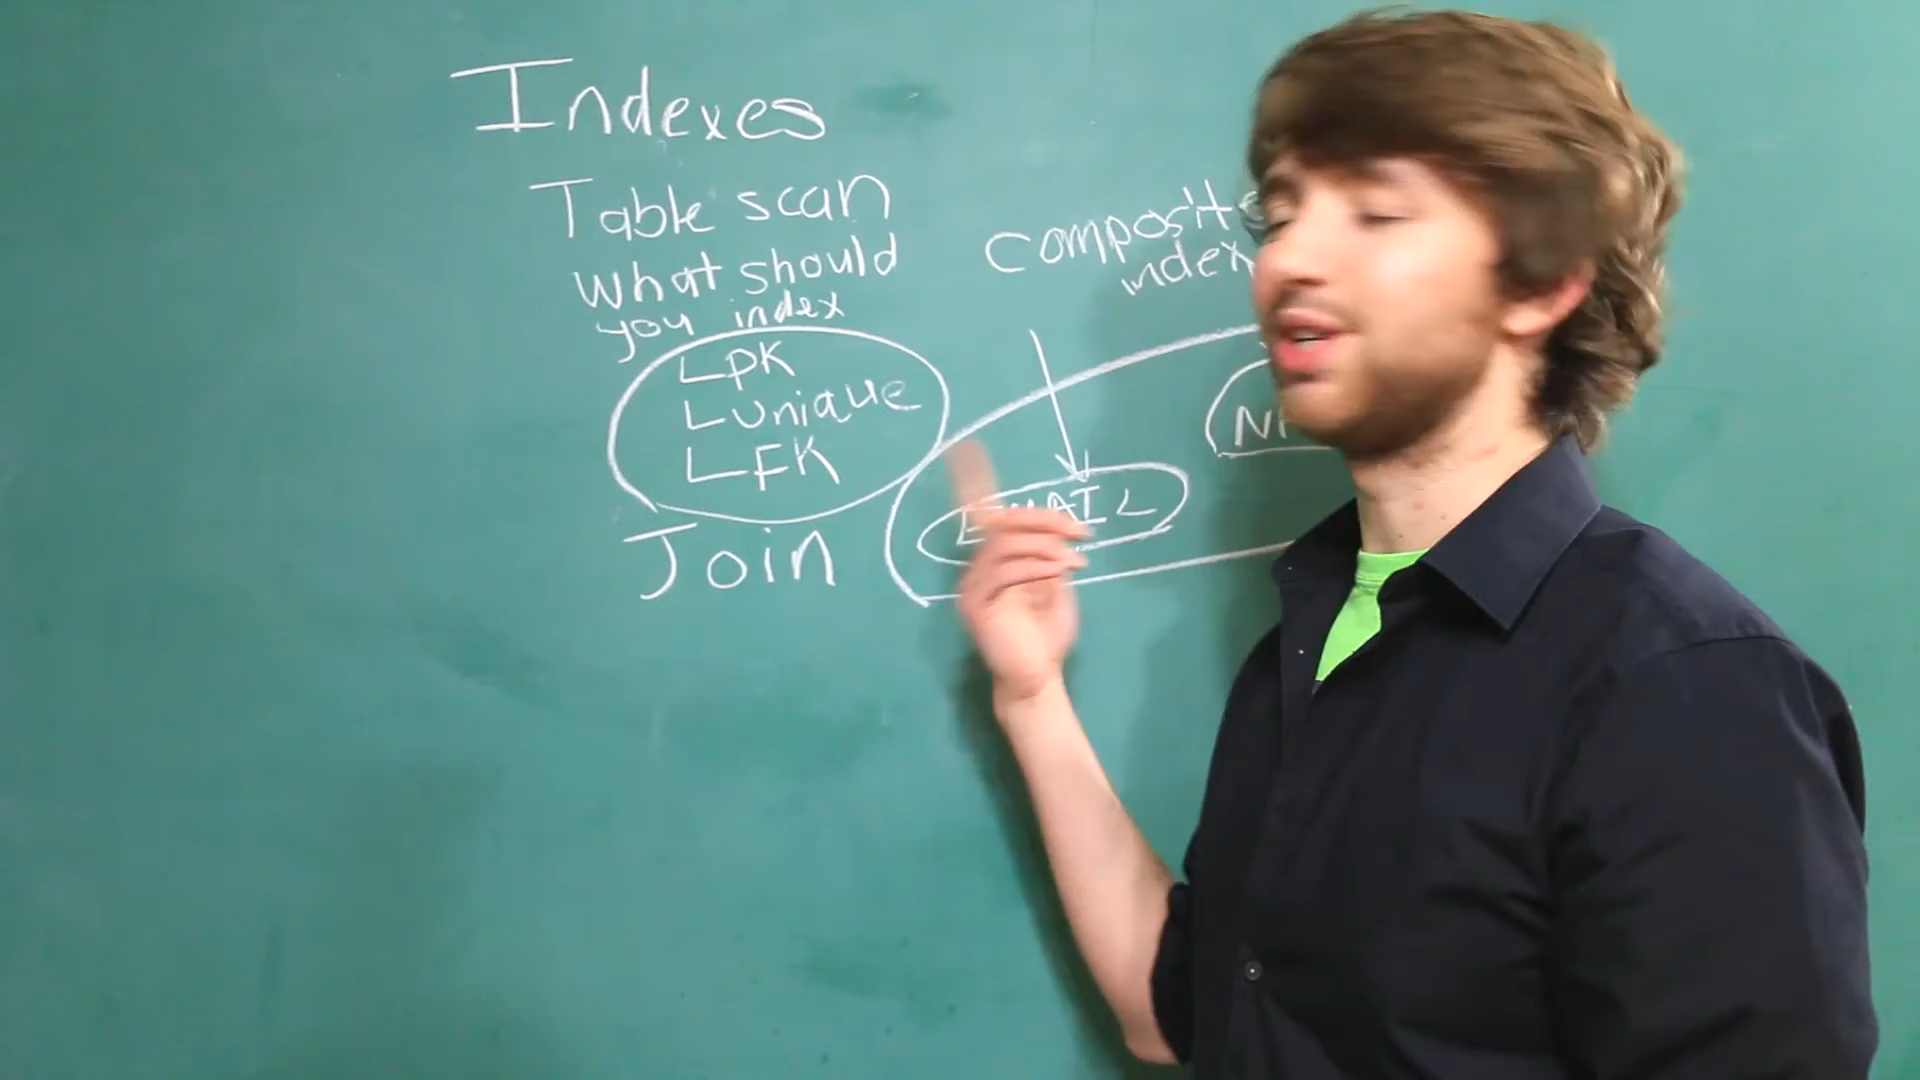 Indexes
Table scan
What should
you index
PK
Unique
FK
Join
composite
index
EMAIL